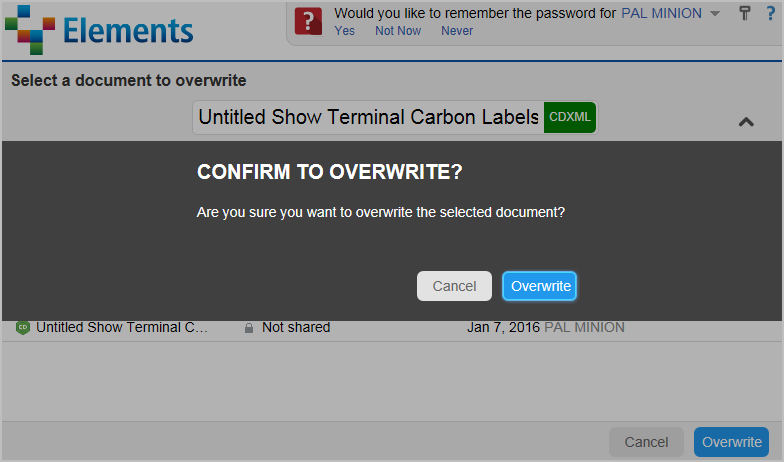 Elements
Would you like to remember the password for PAL MINION
?
Yes Not Now Never
Select a document to overwrite
Untitled Show Terminal Carbon Labels CDXML
CONFIRM TO OVERWRITE?
Are you sure you want to overwrite the selected document?
Cancel Overwrite
CD Untitled Show Terminal C... Not shared Jan 7, 2016 PAL MINION
Cancel Overwrite